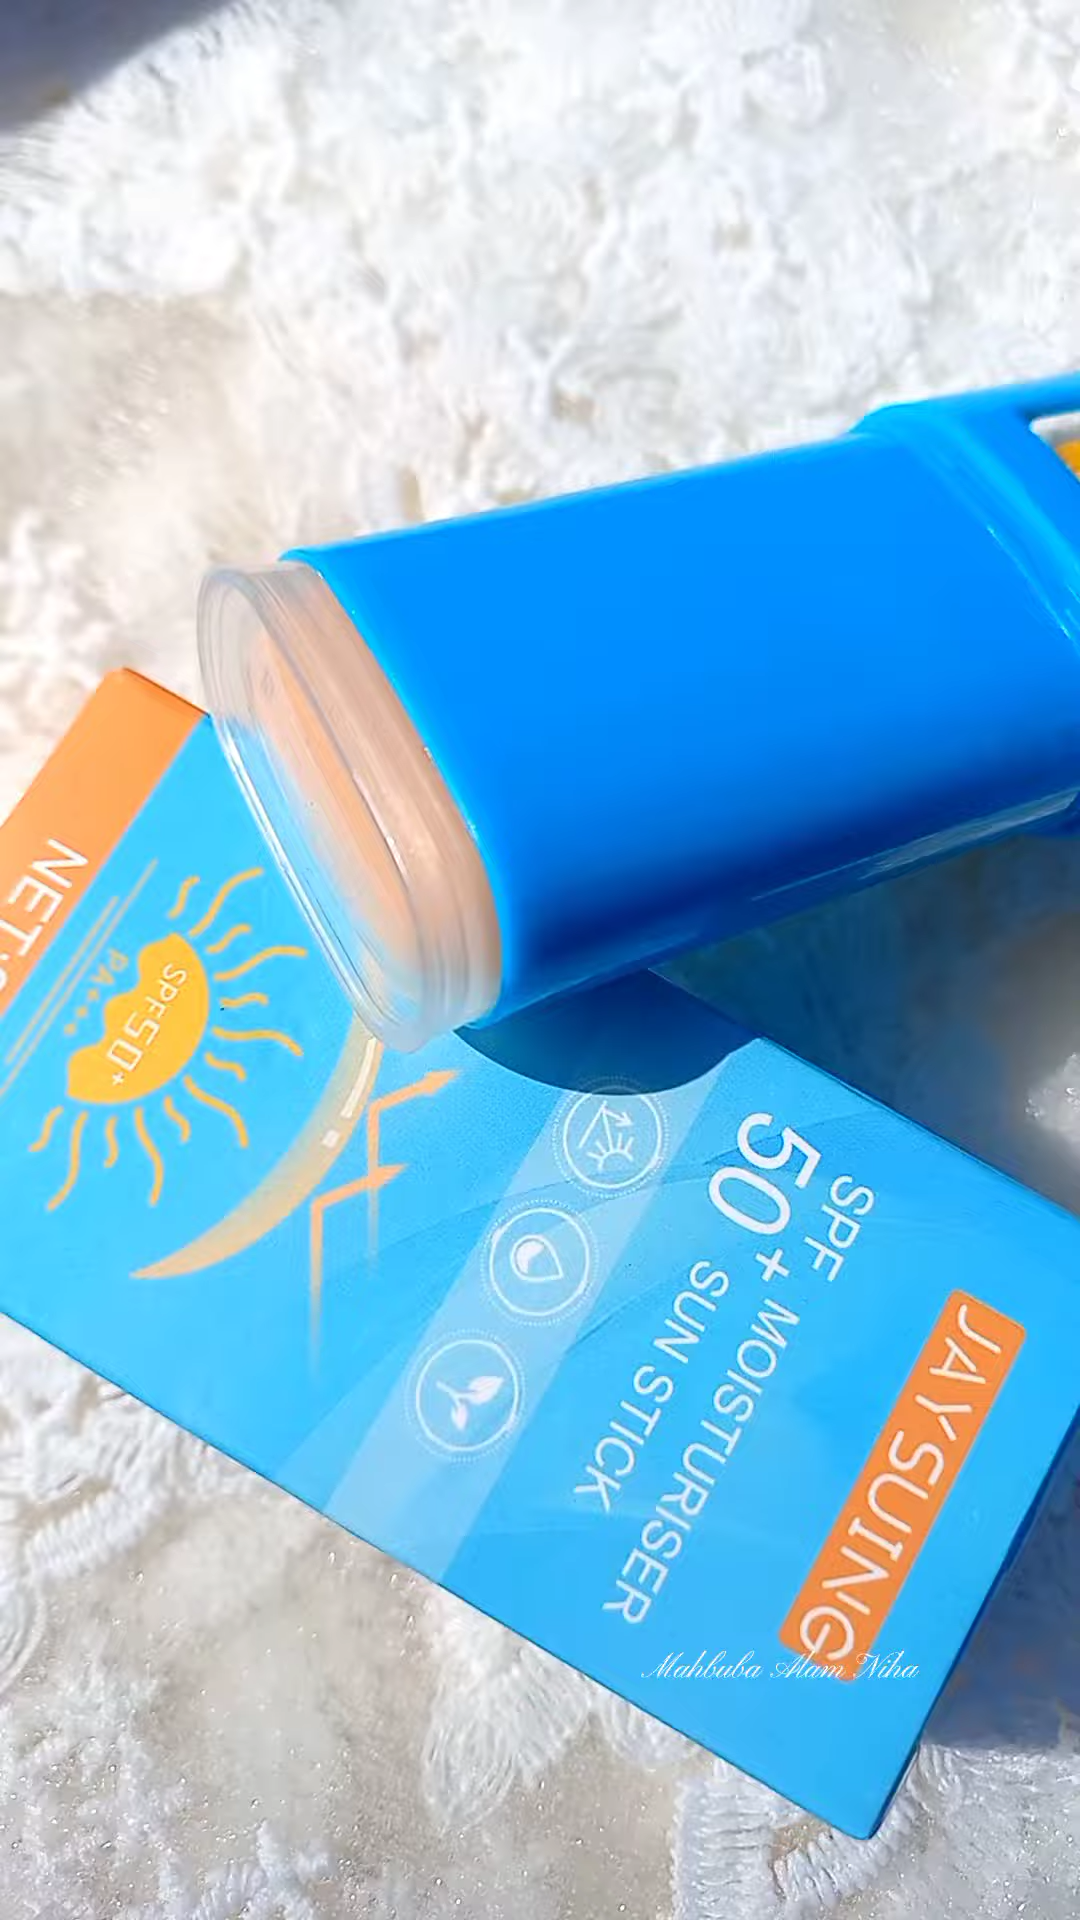 JAYSUING
SPF
50+ MOISTURISER
SUN STICK
SPF50+
PA+++
NET:
Mahbuba Alam Niha